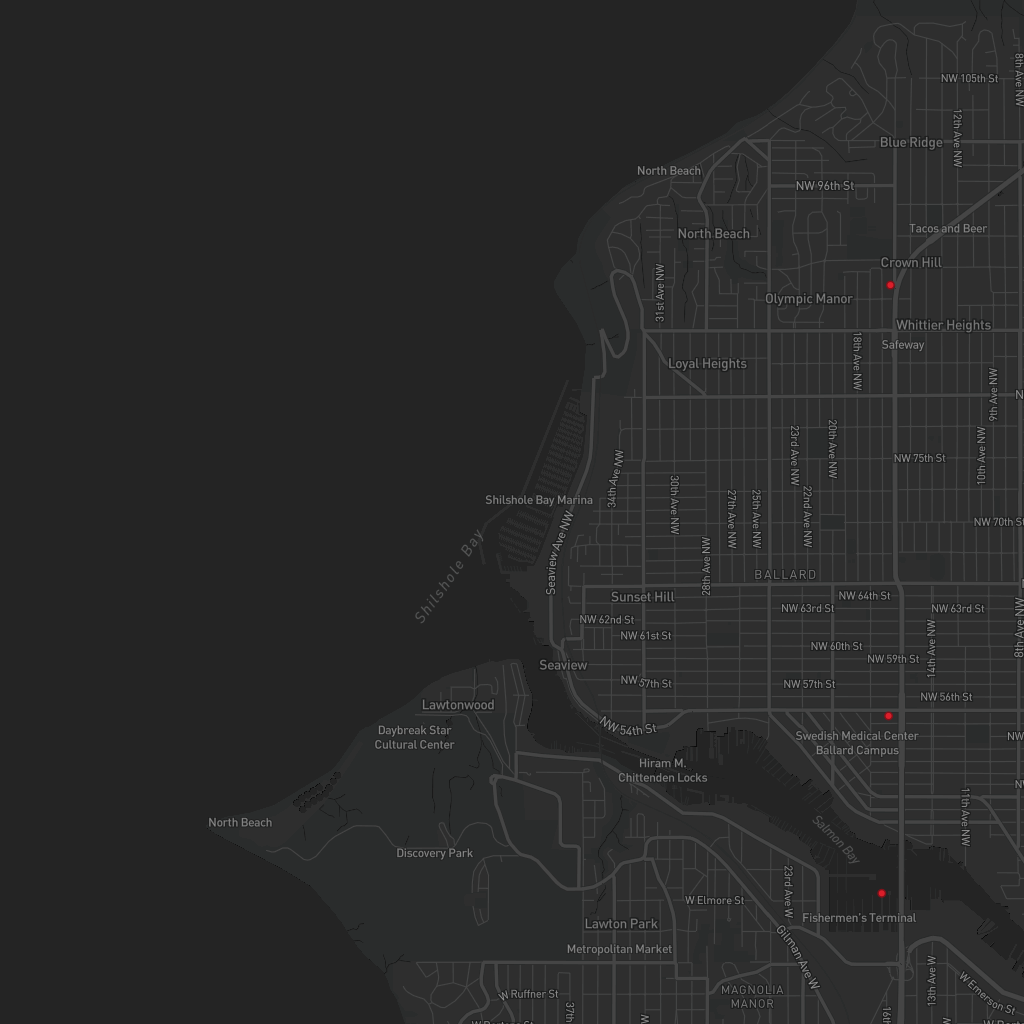 8th Ave NW
NW 105th St
12th Ave NW
Blue Ridge
North Beach
NW 96th St
Tacos and Beer
North Beach
Crown Hill
31st Ave NW
Olympic Manor
Whittier Heights
Safeway
18th Ave NW
Loyal Heights
9th Ave NW
N
23rd Ave NW
20th Ave NW
10th Ave NW
NW 75th St
34th Ave NW
30th Ave NW
27th Ave NW
25th Ave NW
22nd Ave NW
Shilshole Bay Marina
NW 70th St
Seaview Ave NW
Shilshole Bay
28th Ave NW
BALLARD
Sunset Hill
NW 64th St
NW 63rd St
NW 63rd St
8th Ave NW
NW 62nd St
NW 61st St
14th Ave NW
NW 60th St
NW 59th St
Seaview
NW 57th St
NW 57th St
NW 56th St
Lawtonwood
NW 54th St
Daybreak Star
Cultural Center
Swedish Medical Center
Ballard Campus
NW
Hiram M.
Chittenden Locks
NW
11th Ave NW
North Beach
Salmon Bay
Discovery Park
23rd Ave W
W Elmore St
Fishermen's Terminal
Lawton Park
Metropolitan Market
Gilman Ave W
13th Ave W
W Emerson St
W Ruffner St
MAGNOLIA
MANOR
37th
W
16th
W